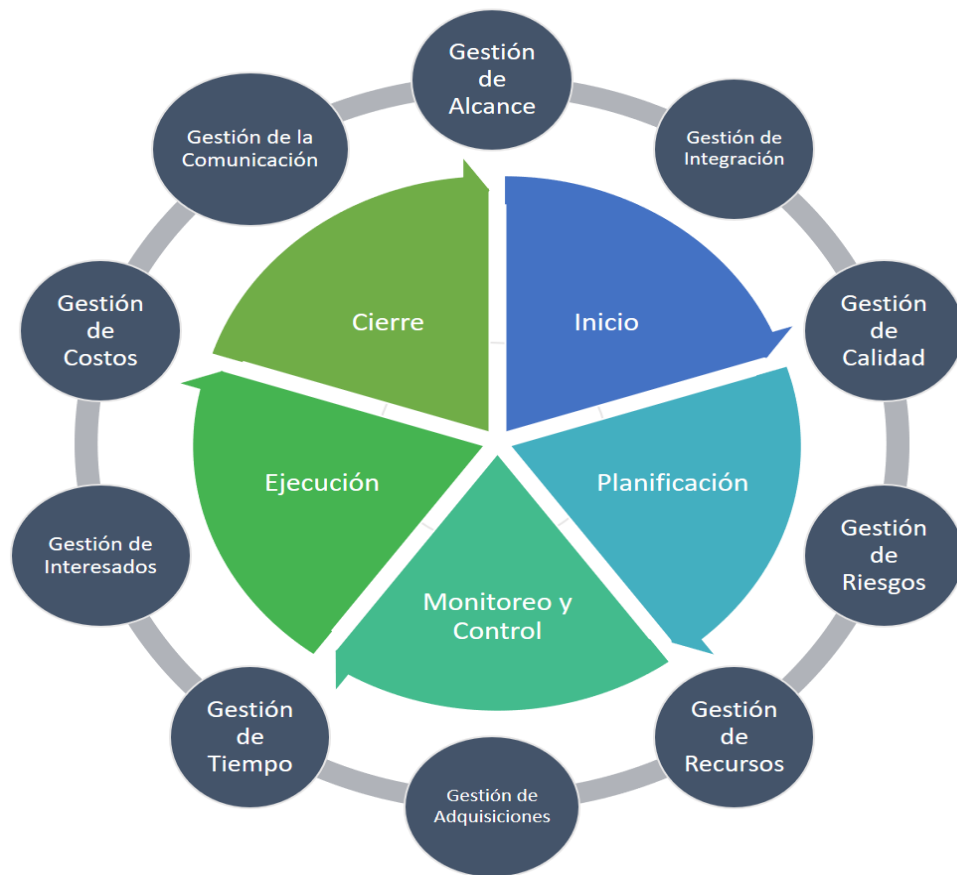 Gestión
de
Alcance
Gestión de
Integración
Gestión
de
Calidad
Gestión
de
Riesgos
Gestión
de
Recursos
Gestión de
Adquisiciones
Gestión
de
Tiempo
Gestión de
Interesados
Gestión
de
Costos
Gestión de la
Comunicación
Inicio
Planificación
Monitoreo y
Control
Ejecución
Cierre